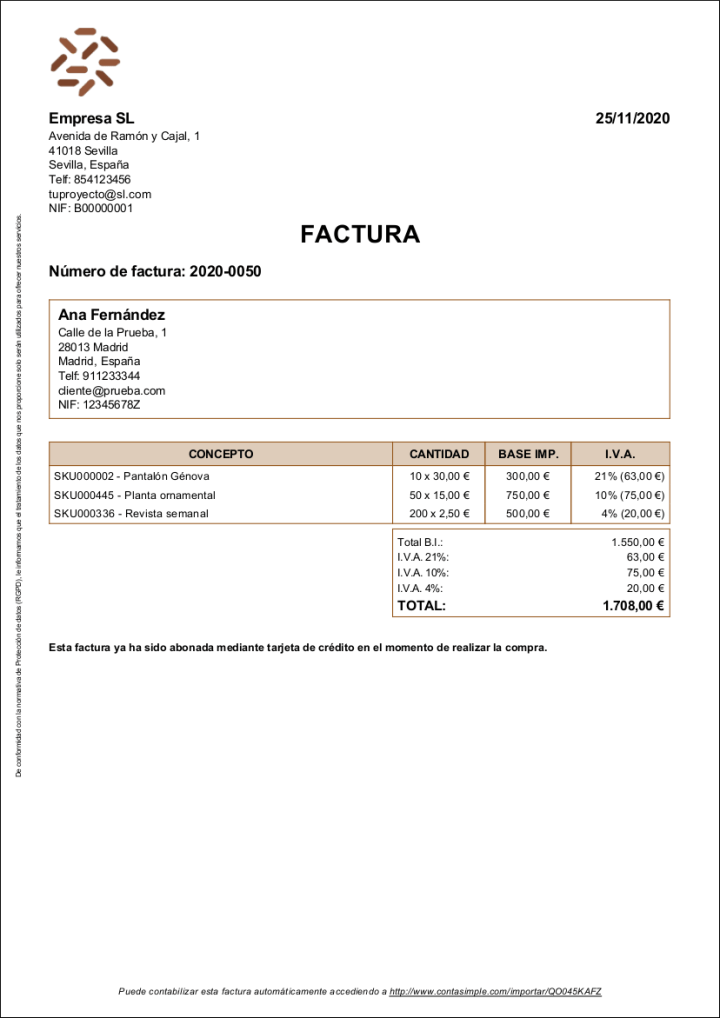 Empresa SL
25/11/2020
Avenida de Ramón y Cajal, 1
41018 Sevilla
Sevilla, España
Telf: 854123456
tuproyecto@sl.com
NIF: B00000001
FACTURA
Número de factura: 2020-0050
Ana Fernández
Calle de la Prueba, 1
28013 Madrid
Madrid, España
Telf: 911233344
cliente@prueba.com
NIF: 12345678Z
CONCEPTO CANTIDAD BASE IMP. I.V.A.
SKU000002 - Pantalón Génova 10 x 30,00 € 300,00 € 21% (63,00 €)
SKU000445 - Planta ornamental 50 x 15,00 € 750,00 € 10% (75,00 €)
SKU000336 - Revista semanal 200 x 2,50 € 500,00 € 4% (20,00 €)
Total B.I.: 1.550,00 €
I.V.A. 21%: 63,00 €
I.V.A. 10%: 75,00 €
I.V.A. 4%: 20,00 €
TOTAL: 1.708,00 €
Esta factura ya ha sido abonada mediante tarjeta de crédito en el momento de realizar la compra.
De conformidad con la normativa de Protección de datos (RGPD), le informamos que el tratamiento de los datos que nos proporcione solo serán utilizados para ofrecer nuestros servicios.
Puede contabilizar esta factura automáticamente accediendo a http://www.contasimple.com/importar/QO045KAFZ